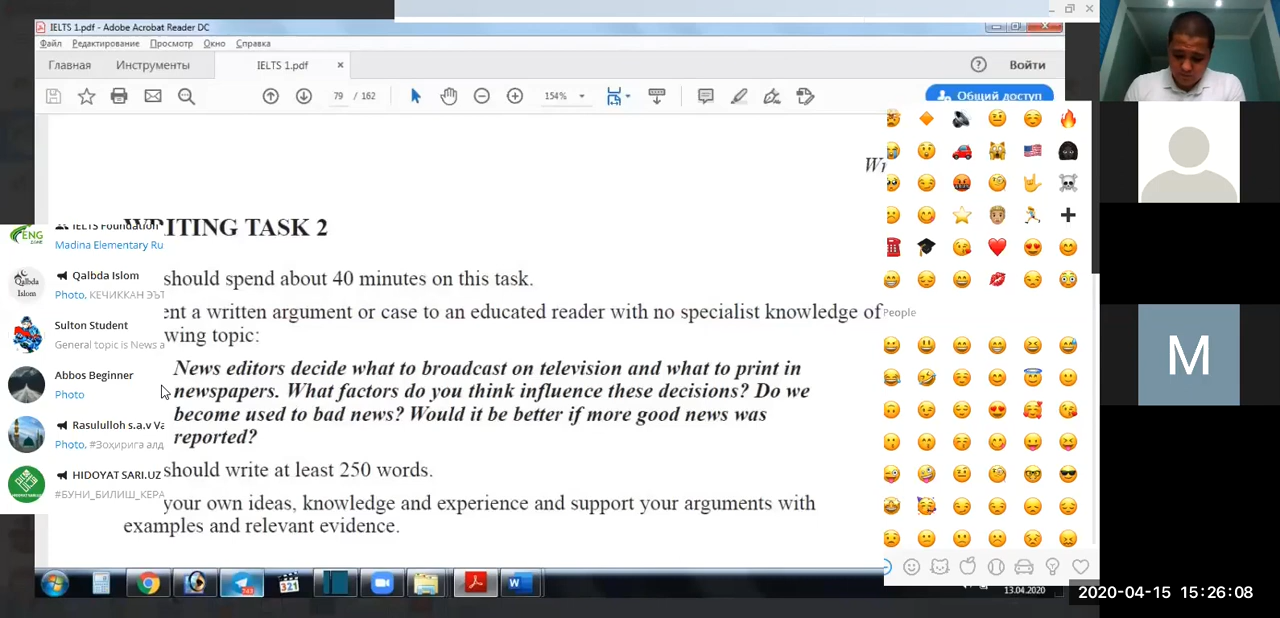 IELTS 1.pdf - Adobe Acrobat Reader DC
Файл Редактирование Просмотр Окно Справка
Главная Инструменты IELTS 1.pdf × ? Войти
79 / 162 154% Общий доступ
WRITING TASK 2
should spend about 40 minutes on this task.
ent a written argument or case to an educated reader with no specialist knowledge of
wing topic:
News editors decide what to broadcast on television and what to print in
newspapers. What factors do you think influence these decisions? Do we
become used to bad news? Would it be better if more good news was
reported?
should write at least 250 words.
your own ideas, knowledge and experience and support your arguments with
examples and relevant evidence.
ENG
IELTS Foundation
Madina Elementary Ru
Qalbda Islom
Qalbda Islom
Photo, КЕЧИККАН ЭЪТ
Sulton Student
General topic is News a
Abbos Beginner
Photo
Rasululloh s.a.v Va
Photo, #Зоҳирига алд
HIDOYAT SARI.UZ
#БУНИ_БИЛИШ_КЕРА
People
743
321
13.04.2020
M
2020-04-15 15:26:08